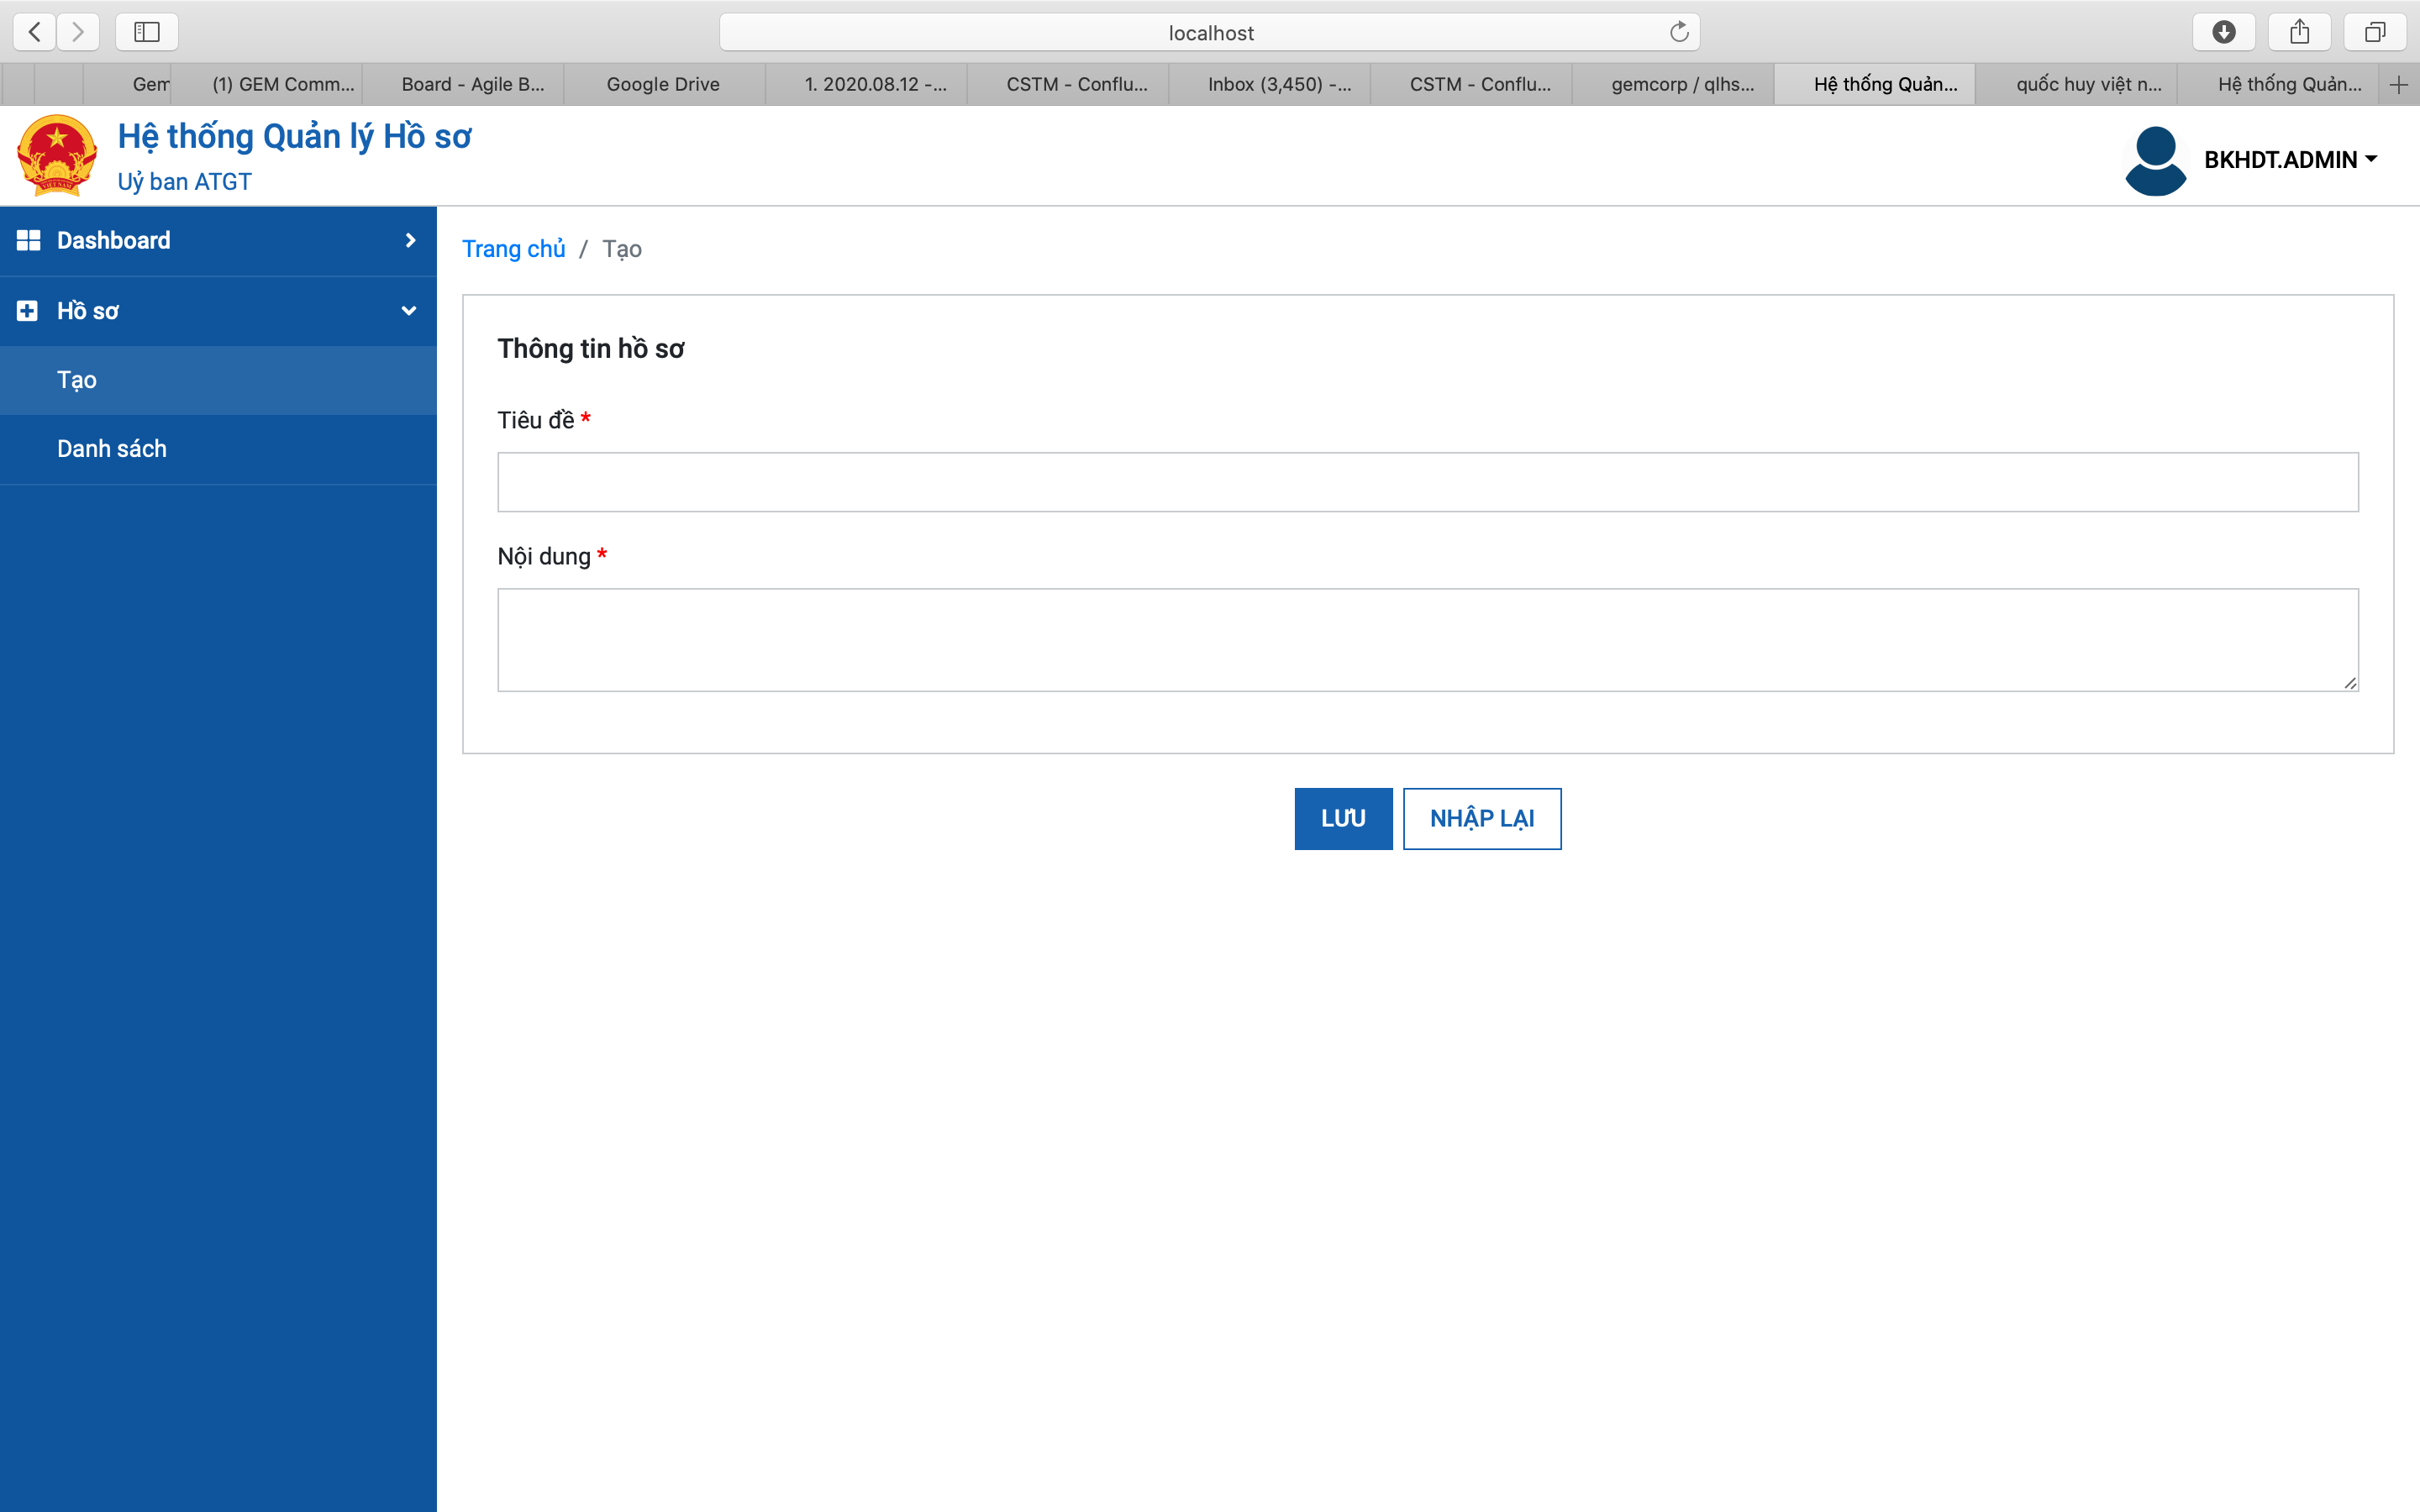 localhost
Gem
(1) GEM Comm...
Board - Agile B...
Google Drive
1. 2020.08.12 -...
CSTM - Conflu...
Inbox (3,450) -...
CSTM - Conflu...
gemcorp / qlhs...
Hệ thống Quản...
quốc huy việt n...
Hệ thống Quản...
Hệ thống Quản lý Hồ sơ
Uỷ ban ATGT
BKHDT.ADMIN
Dashboard
Hồ sơ
Tạo
Danh sách
Trang chủ / Tạo
Thông tin hồ sơ
Tiêu đề *
Nội dung *
LƯU
NHẬP LẠI